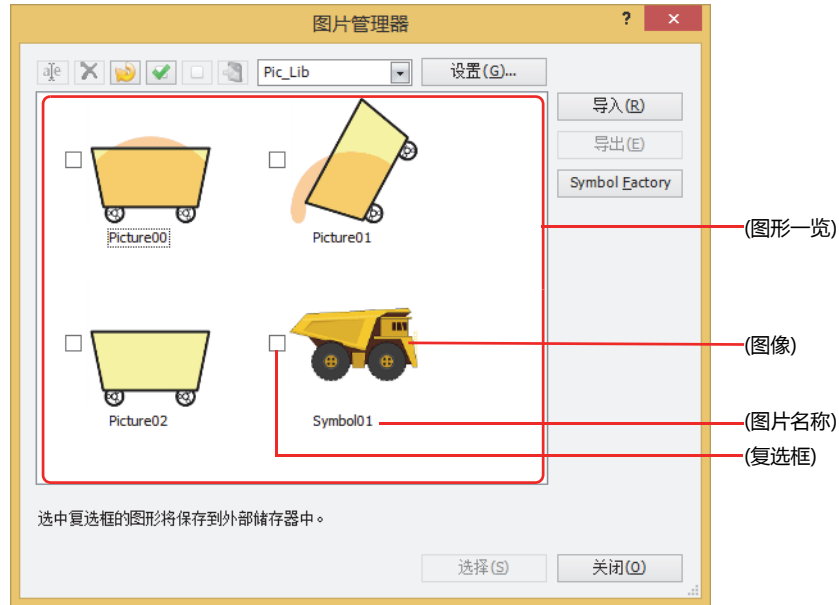 图片管理器
?
×
a]e
Pic_Lib
设置(G)...
导入(R)
导出(E)
Symbol Factory
Picture00
Picture01
Picture02
Symbol01
(图形一览)
(图像)
(图片名称)
(复选框)
选中复选框的图形将保存到外部储存器中。
选择(S)
关闭(O)